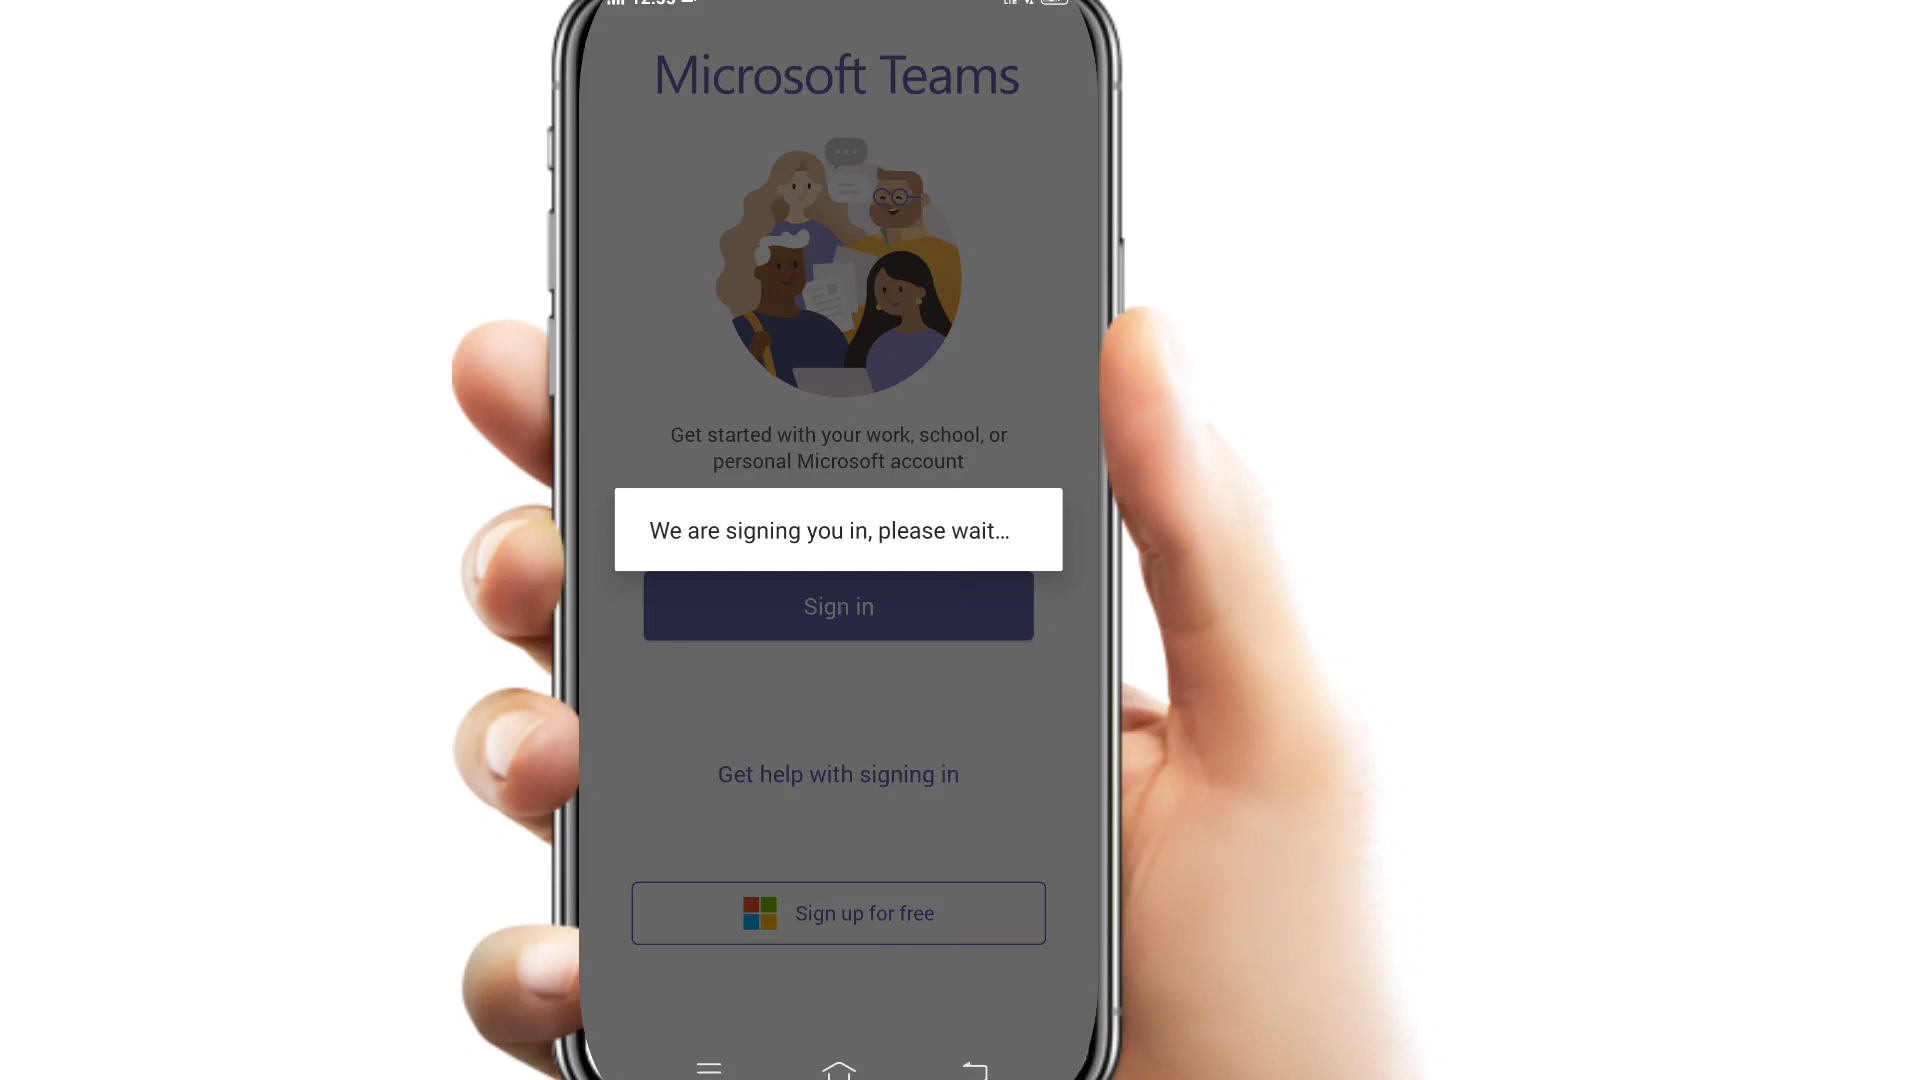 Microsoft Teams
Get started with your work, school, or
personal Microsoft account
We are signing you in, please wait...
Sign in
Get help with signing in
Sign up for free